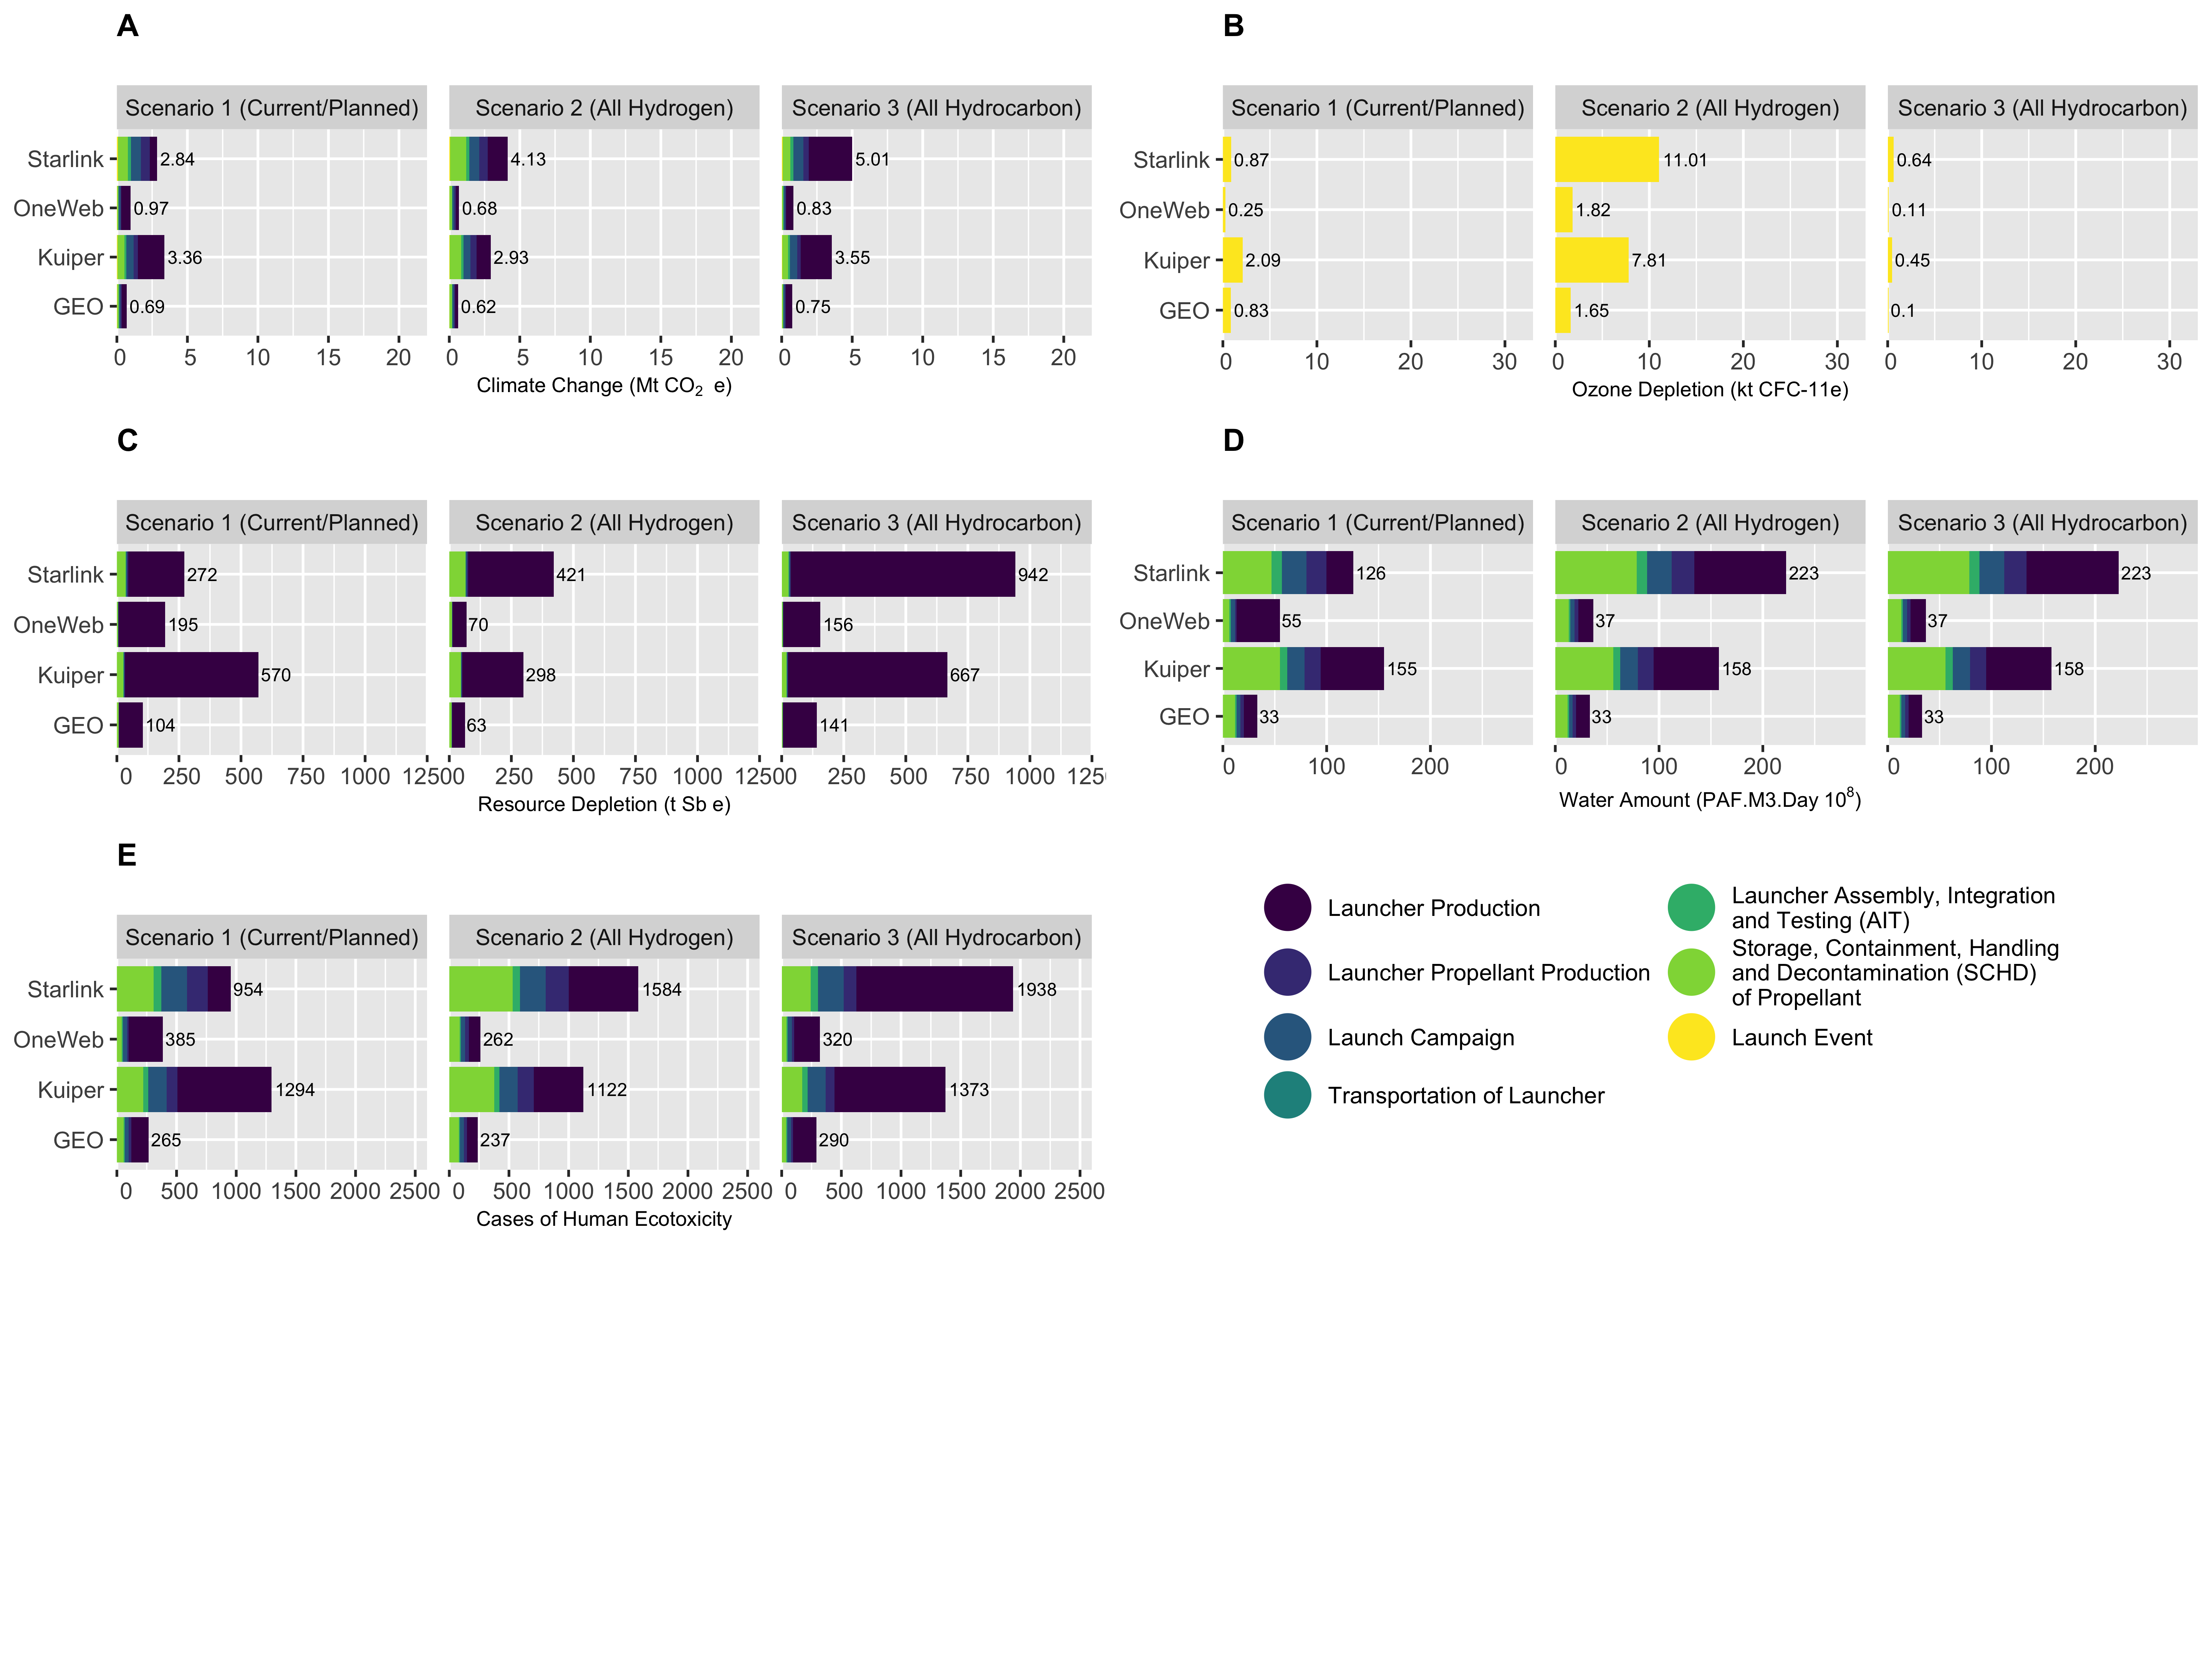 A
Scenario 1 (Current/Planned) Scenario 2 (All Hydrogen) Scenario 3 (All Hydrocarbon)
Starlink 2.84 4.13 5.01
OneWeb 0.97 0.68 0.83
Kuiper 3.36 2.93 3.55
GEO 0.69 0.62 0.75
0 5 10 15 20 0 5 10 15 20 0 5 10 15 20
Climate Change (Mt CO₂ e)
B
Scenario 1 (Current/Planned) Scenario 2 (All Hydrogen) Scenario 3 (All Hydrocarbon)
Starlink 0.87 11.01 0.64
OneWeb 0.25 1.82 0.11
Kuiper 2.09 7.81 0.45
GEO 0.83 1.65 0.1
0 10 20 30 0 10 20 30 0 10 20 30
Ozone Depletion (kt CFC-11e)
C
Scenario 1 (Current/Planned) Scenario 2 (All Hydrogen) Scenario 3 (All Hydrocarbon)
Starlink 272 421 942
OneWeb 195 70 156
Kuiper 570 298 667
GEO 104 63 141
0 250 500 750 1000 250 500 750 1000 250 500 750 1000
Resource Depletion (t Sb e)
D
Scenario 1 (Current/Planned) Scenario 2 (All Hydrogen) Scenario 3 (All Hydrocarbon)
Starlink 126 223 223
OneWeb 55 37 37
Kuiper 155 158 158
GEO 33 33 33
0 100 200 0 100 200 0 100 200
Water Amount (PAF.M3.Day 10⁸)
E
Scenario 1 (Current/Planned) Scenario 2 (All Hydrogen) Scenario 3 (All Hydrocarbon)
Starlink 954 1584 1938
OneWeb 385 262 320
Kuiper 1294 1122 1373
GEO 265 237 290
0 500 1000 1500 2000 2500 0 500 1000 1500 2000 2500 0 500 1000 1500 2000 2500
Cases of Human Ecotoxicity
Launcher Production
Launcher Propellant Production
Launch Campaign
Transportation of Launcher
Launcher Assembly, Integration
and Testing (AIT)
Storage, Containment, Handling
and Decontamination (SCHD)
of Propellant
Launch Event